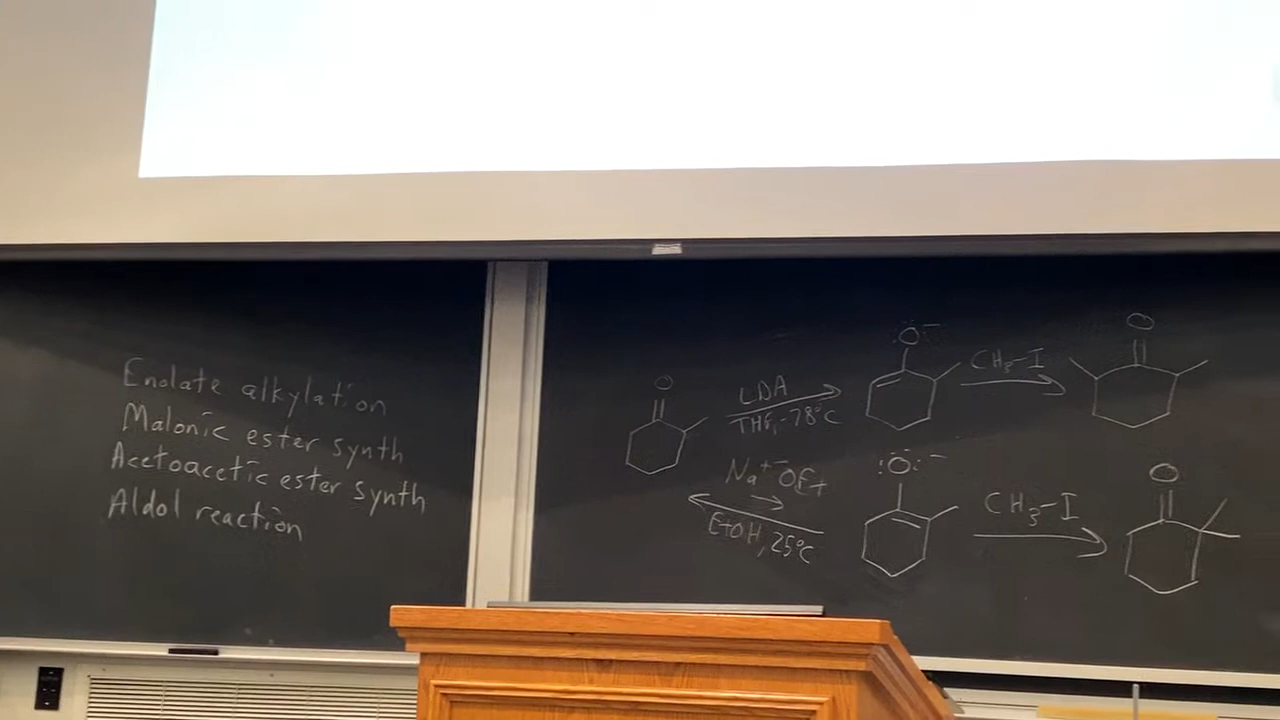 Enolate alkylation
Malonic ester synth
Acetoacetic ester synth
Aldol reaction
O
LDA
THF, -78°C
:Ö:⁻
CH₃-I
O
Na⁺ ⁻OEt
EtOH, 25°C
:Ö:⁻
CH₃-I
O